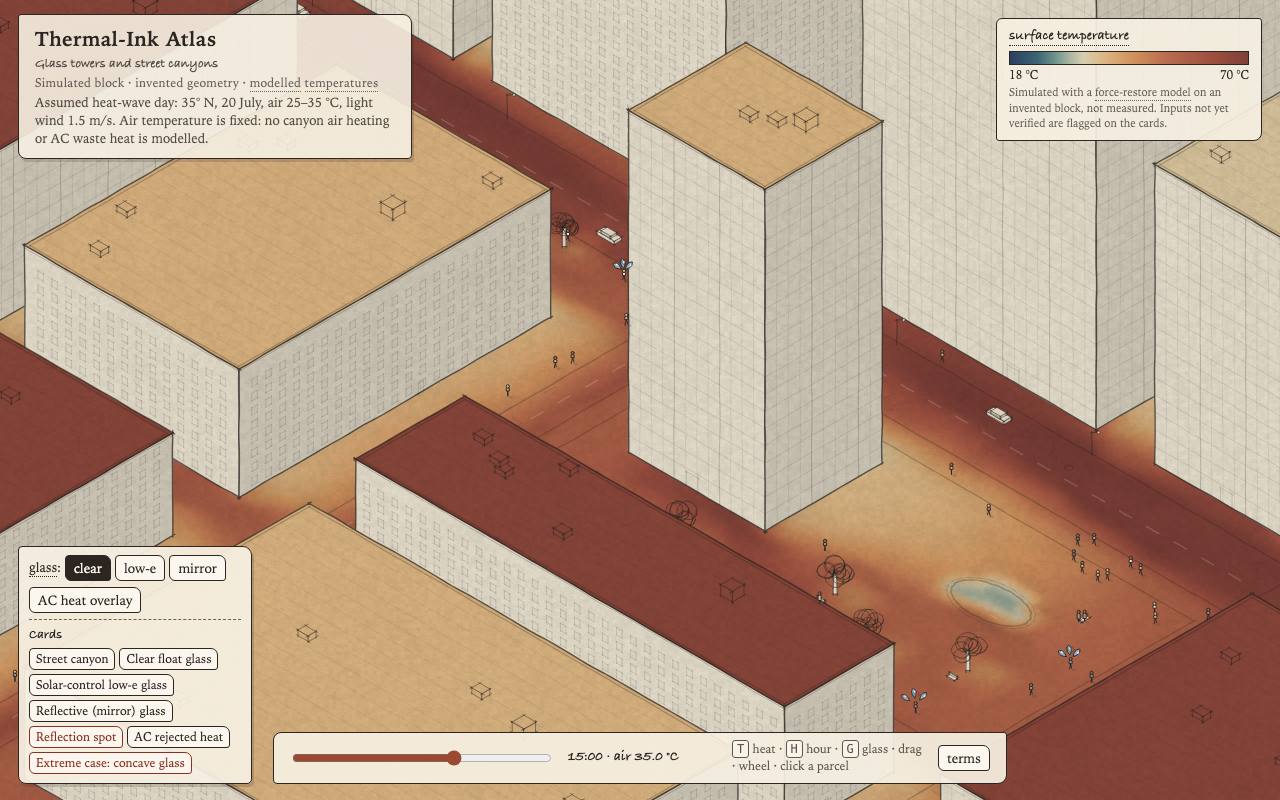 Thermal-Ink Atlas
Glass towers and street canyons
Simulated block · invented geometry · modelled temperatures
Assumed heat-wave day: 35° N, 20 July, air 25–35 °C, light
wind 1.5 m/s. Air temperature is fixed: no canyon air heating
or AC waste heat is modelled.
surface temperature
18 °C 70 °C
Simulated with a force-restore model on an
invented block, not measured. Inputs not yet
verified are flagged on the cards.
glass: clear low-e mirror
AC heat overlay
Cards
Street canyon Clear float glass
Solar-control low-e glass
Reflective (mirror) glass
Reflection spot AC rejected heat
Extreme case: concave glass
15:00 · air 35.0 °C
T heat · H hour · G glass · drag
· wheel · click a parcel
terms